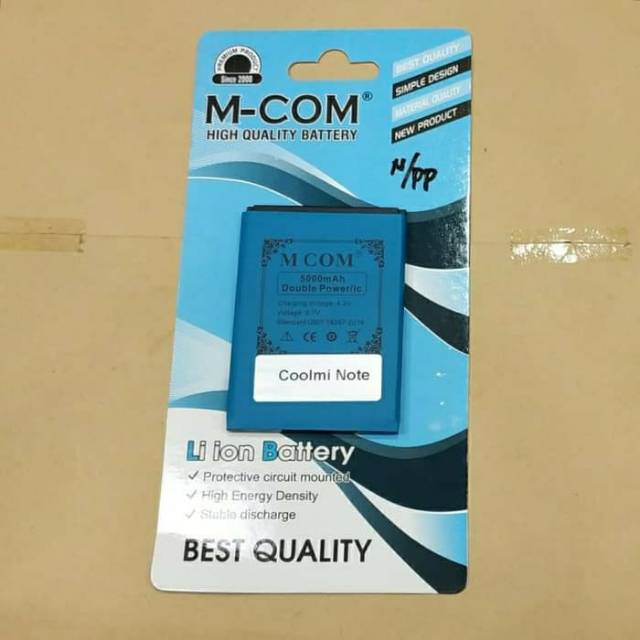 PREMIUM PRODUCT
Since 2000
M-COM®
HIGH QUALITY BATTERY
BEST QUALITY
SIMPLE DESIGN
MATERIAL QUALITY
NEW PRODUCT
N/PP
M COM®
5000mAh
Double Power/ic
Charging Voltage: 4.2V
Voltage: 3.7V
CE
Coolmi Note
Li ion Battery
✓ Protective circuit mounted
✓ High Energy Density
✓ Stable discharge
BEST QUALITY